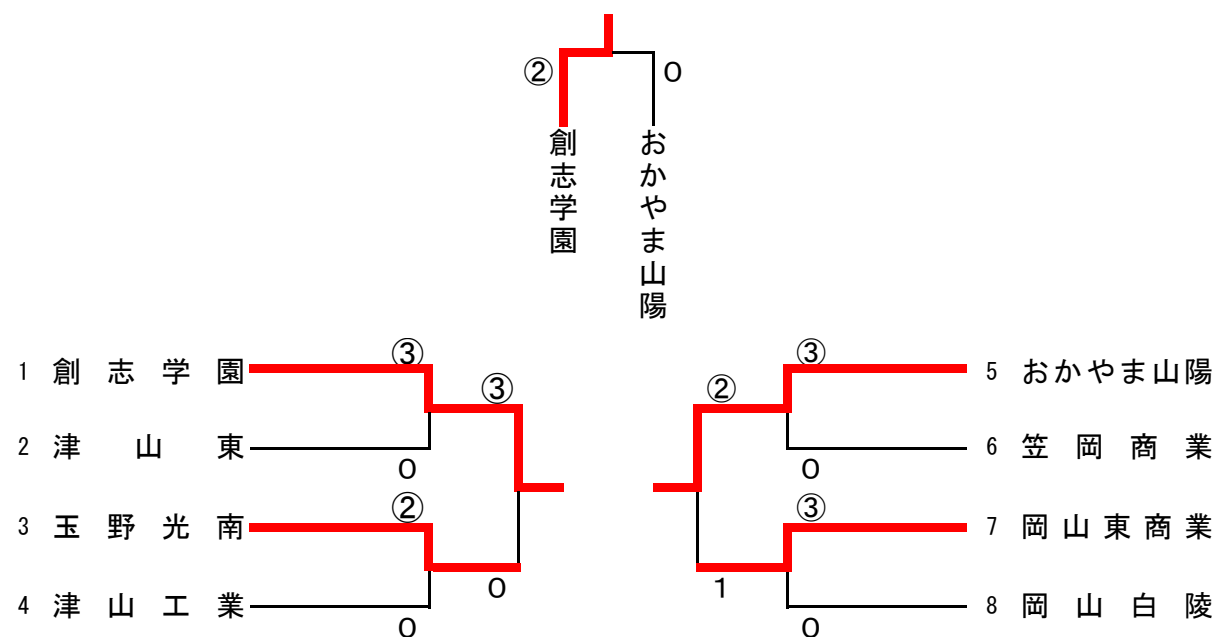 ② 0
創志学園
おかやま山陽
③ ③
1 創志学園 5 おかやま山陽
③ ②
2 津山東 6 笠岡商業
0 0
② ③
3 玉野光南 7 岡山東商業
0 1
4 津山工業 8 岡山白陵
0 0